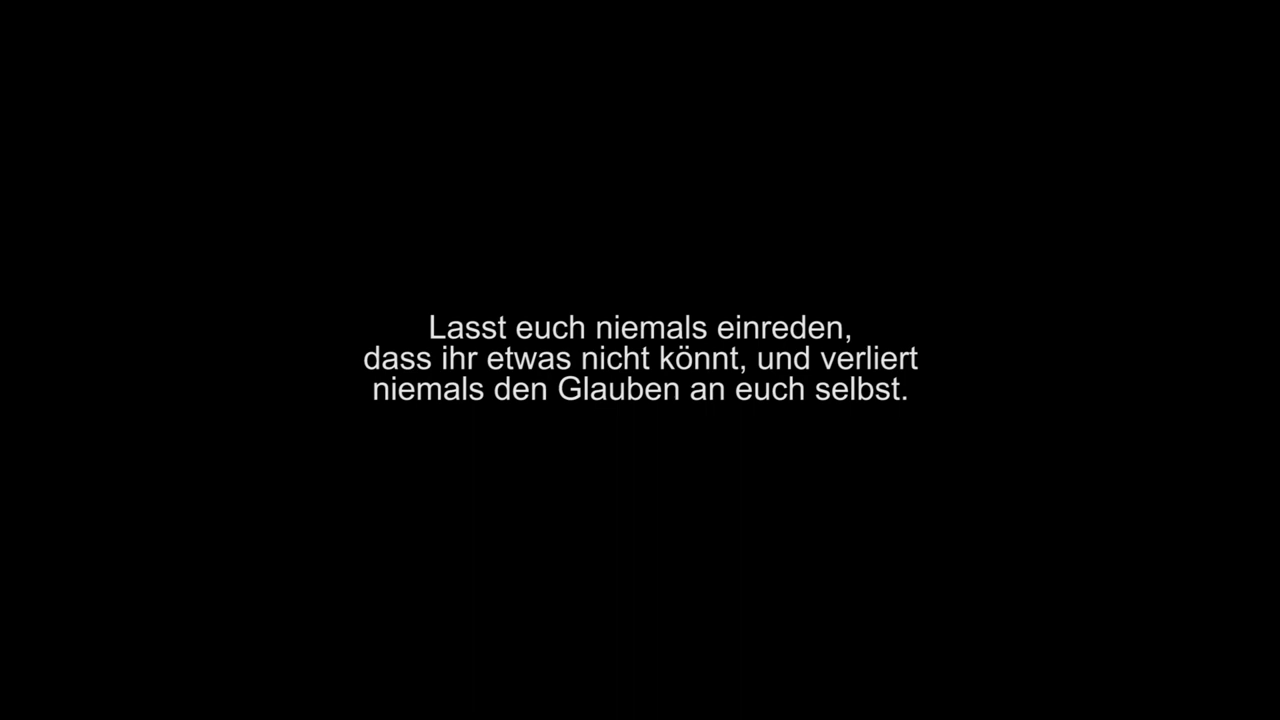 Lasst euch niemals einreden,
dass ihr etwas nicht könnt, und verliert
niemals den Glauben an euch selbst.